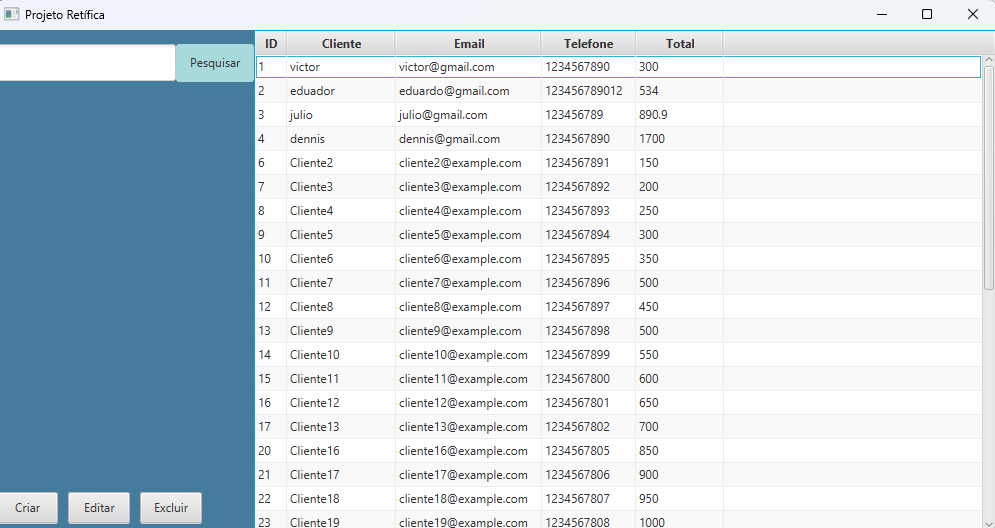 Projeto Retífica
Pesquisar
ID Cliente Email Telefone Total
1 victor victor@gmail.com 1234567890 300
2 eduador eduardo@gmail.com 123456789012 534
3 julio julio@gmail.com 123456789 890.9
4 dennis dennis@gmail.com 1234567890 1700
6 Cliente2 cliente2@example.com 1234567891 150
7 Cliente3 cliente3@example.com 1234567892 200
8 Cliente4 cliente4@example.com 1234567893 250
9 Cliente5 cliente5@example.com 1234567894 300
10 Cliente6 cliente6@example.com 1234567895 350
11 Cliente7 cliente7@example.com 1234567896 500
12 Cliente8 cliente8@example.com 1234567897 450
13 Cliente9 cliente9@example.com 1234567898 500
14 Cliente10 cliente10@example.com 1234567899 550
15 Cliente11 cliente11@example.com 1234567800 600
16 Cliente12 cliente12@example.com 1234567801 650
17 Cliente13 cliente13@example.com 1234567802 700
20 Cliente16 cliente16@example.com 1234567805 850
21 Cliente17 cliente17@example.com 1234567806 900
22 Cliente18 cliente18@example.com 1234567807 950
23 Cliente19 cliente19@example.com 1234567808 1000
Criar Editar Excluir